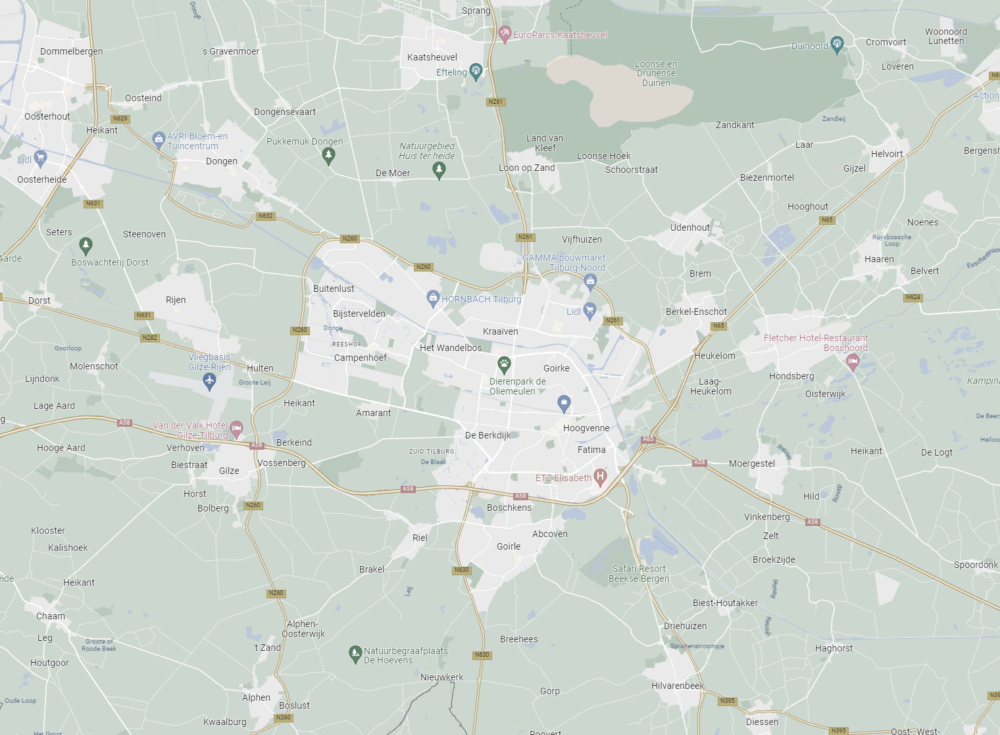 Donge
Sprang
EuroParcs Kaatsheuvel
Woonoord
Lunetten
Dommelbergen
's Gravenmoer
Kaatsheuvel
Duinoord
Cromvoirt
Loveren
Efteling
Loonse en
Drunense
Duinen
Oosteind
N261
Action
Oosterhout
N629
Dongensevaart
Zandleij
Heikant
Zandkant
AVRI Bloem-en
Tuincentrum
Pukkemuk Dongen
Natuurgebied
Huis ter heide
Land van
Kleef
Laar
Lidl
Dongen
Loonse Hoek
Helvoirt
Oosterheide
De Moer
Loon op Zand
Schoorstraat
Biezenmortel
Gijzel
N631
Hooghout
N632
N65
Seters
Steenoven
N260
N261
Vijfhuizen
Udenhout
Noenes
Ruysbossche
Loop
Boswachterij Dorst
Aarde
GAMMA bouwmarkt
Tilburg-Noord
Haaren
N260
Brem
Belvert
Buitenlust
HORNBACH Tilburg
N624
Dorst
Rijen
Bijstervelden
Lidl
Berkel-Enschot
N631
N261
N65
Donge
N260
Kraaiven
N282
REESHOF
Fletcher Hotel-Restaurant
Boschoord
Goorloop
Het Wandelbos
Vliegbasis
Gilze-Rijen
Campenhoef
Heukelom
Molenschot
Hulten
Goirke
Lijndonk
Groote Leij
Dierenpark de
Oliemeulen
Laag-
Heukelom
Hondsberg
Kampina
Oisterwijk
Lage Aard
Heikant
Amarant
A58
Van der Valk Hotel
Gilze-Tilburg
Hoogvenne
De Berkdijk
A65
Hooge Aard
Verhoven
A58
Berkeind
ZUID TILBURG
Fatima
Reusel
Heikant
De Logt
Biestraat
Vossenberg
De Blaak
A58
Moergestel
Gilze
ETZ Elisabeth
Horst
A58
A58
Hild
Rosep
Bolberg
N260
Boschkens
Vinkenberg
A58
Klooster
Riel
Abcoven
Zelt
Kalishoek
Goirle
Broekzijde
Spoordonk
Brakel
N630
Safari Resort
Beekse Bergen
Heikant
Leij
Reusel
N260
Biest-Houtakker
Chaam
Alphen-
Oosterwijk
Driehuizen
Reusel
Leg
Groote of
Roode Beek
't Zand
Breehees
Spruitenstroompje
Haghorst
Natuurbegraafplaats
De Hoevens
N630
Houtgoor
Nieuwkerk
Hilvarenbeek
Gorp
Oude Loop
Alphen
Boslust
N395
Kwaalburg
N260
Diessen
N395